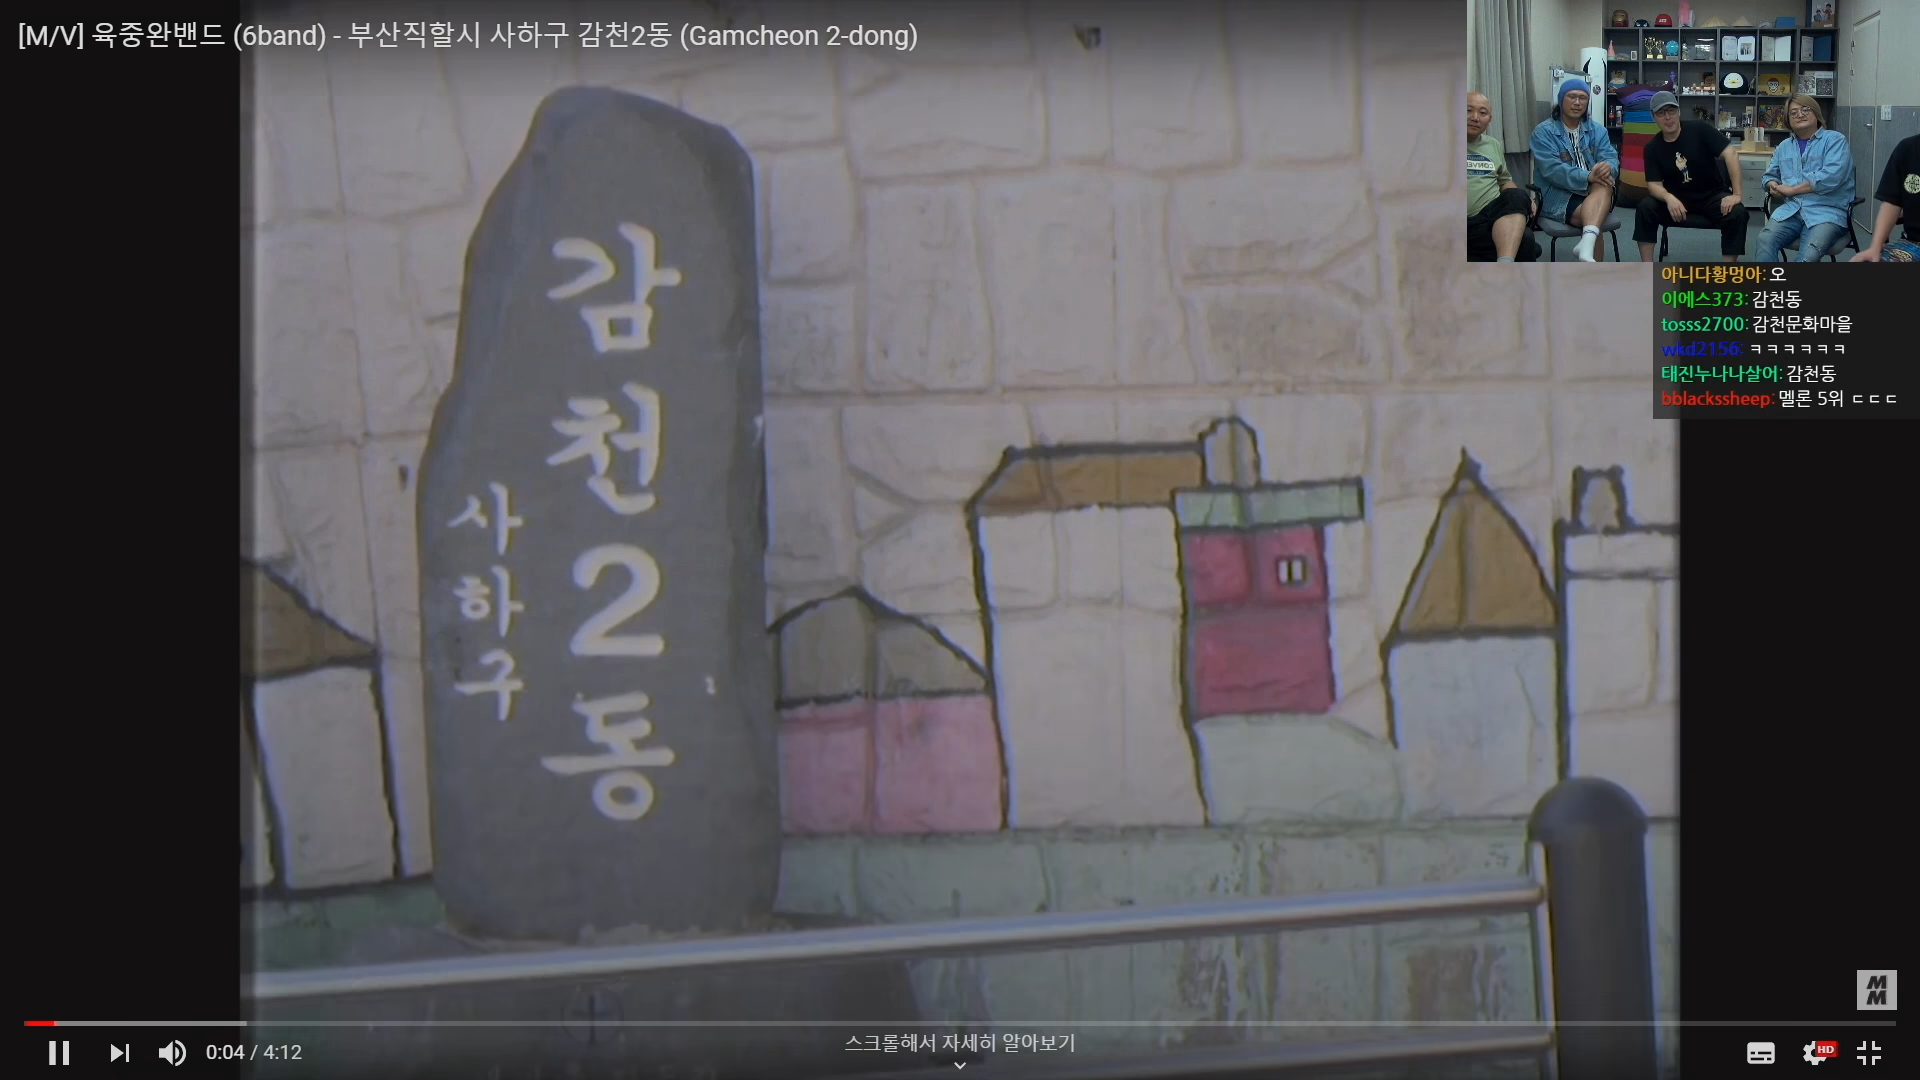 [M/V] 육중완밴드 (6band) - 부산직할시 사하구 감천2동 (Gamcheon 2-dong)
아니다황멍아: 오
이에스373: 감천동
tosss2700: 감천문화마을
wkd2156: ㅋㅋㅋㅋㅋㅋ
태진누나나살어: 감천동
bblackssheep: 멜론 5위 ㄷㄷㄷ
감천2동
사하구
스크롤해서 자세히 알아보기
0:04 / 4:12
HD
MM